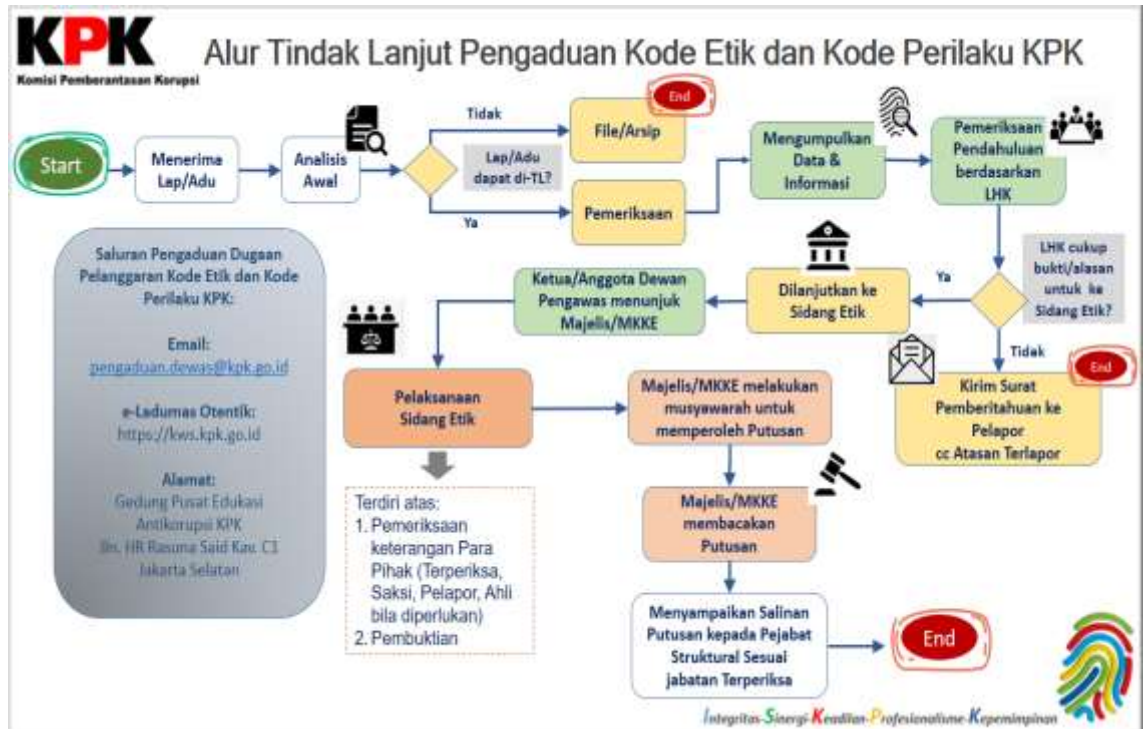 KPK
Komisi Pemberantasan Korupsi
Alur Tindak Lanjut Pengaduan Kode Etik dan Kode Perilaku KPK
Start
Menerima
Lap/Adu
Analisis
Awal
Tidak
Lap/Adu
dapat di-TL?
Ya
File/Arsip
End
Pemeriksaan
Mengumpulkan
Data &
Informasi
Pemeriksaan
Pendahuluan
berdasarkan
LHK
LHK cukup
bukti/alasan
untuk ke
Sidang Etik?
Ya
Tidak
Dilanjutkan ke
Sidang Etik
Ketua/Anggota Dewan
Pengawas menunjuk
Majelis/MKKE
End
Kirim Surat
Pemberitahuan ke
Pelapor
cc Atasan Terlapor
Saluran Pengaduan Dugaan
Pelanggaran Kode Etik dan Kode
Perilaku KPK:
Email:
pengaduan.dewas@kpk.go.id
e-Ladumas Otentik:
https://kws.kpk.go.id
Alamat:
Gedung Pusat Edukasi
Antikorupsi KPK
Jln. HR Rasuna Said Kav. C1
Jakarta Selatan
Pelaksanaan
Sidang Etik
Terdiri atas:
1. Pemeriksaan
keterangan Para
Pihak (Terperiksa,
Saksi, Pelapor, Ahli
bila diperlukan)
2. Pembuktian
Majelis/MKKE melakukan
musyawarah untuk
memperoleh Putusan
Majelis/MKKE
membacakan
Putusan
Menyampaikan Salinan
Putusan kepada Pejabat
Struktural Sesuai
jabatan Terperiksa
End
Integritas-Sinergi-Keadilan-Profesionalisme-Kepemimpinan